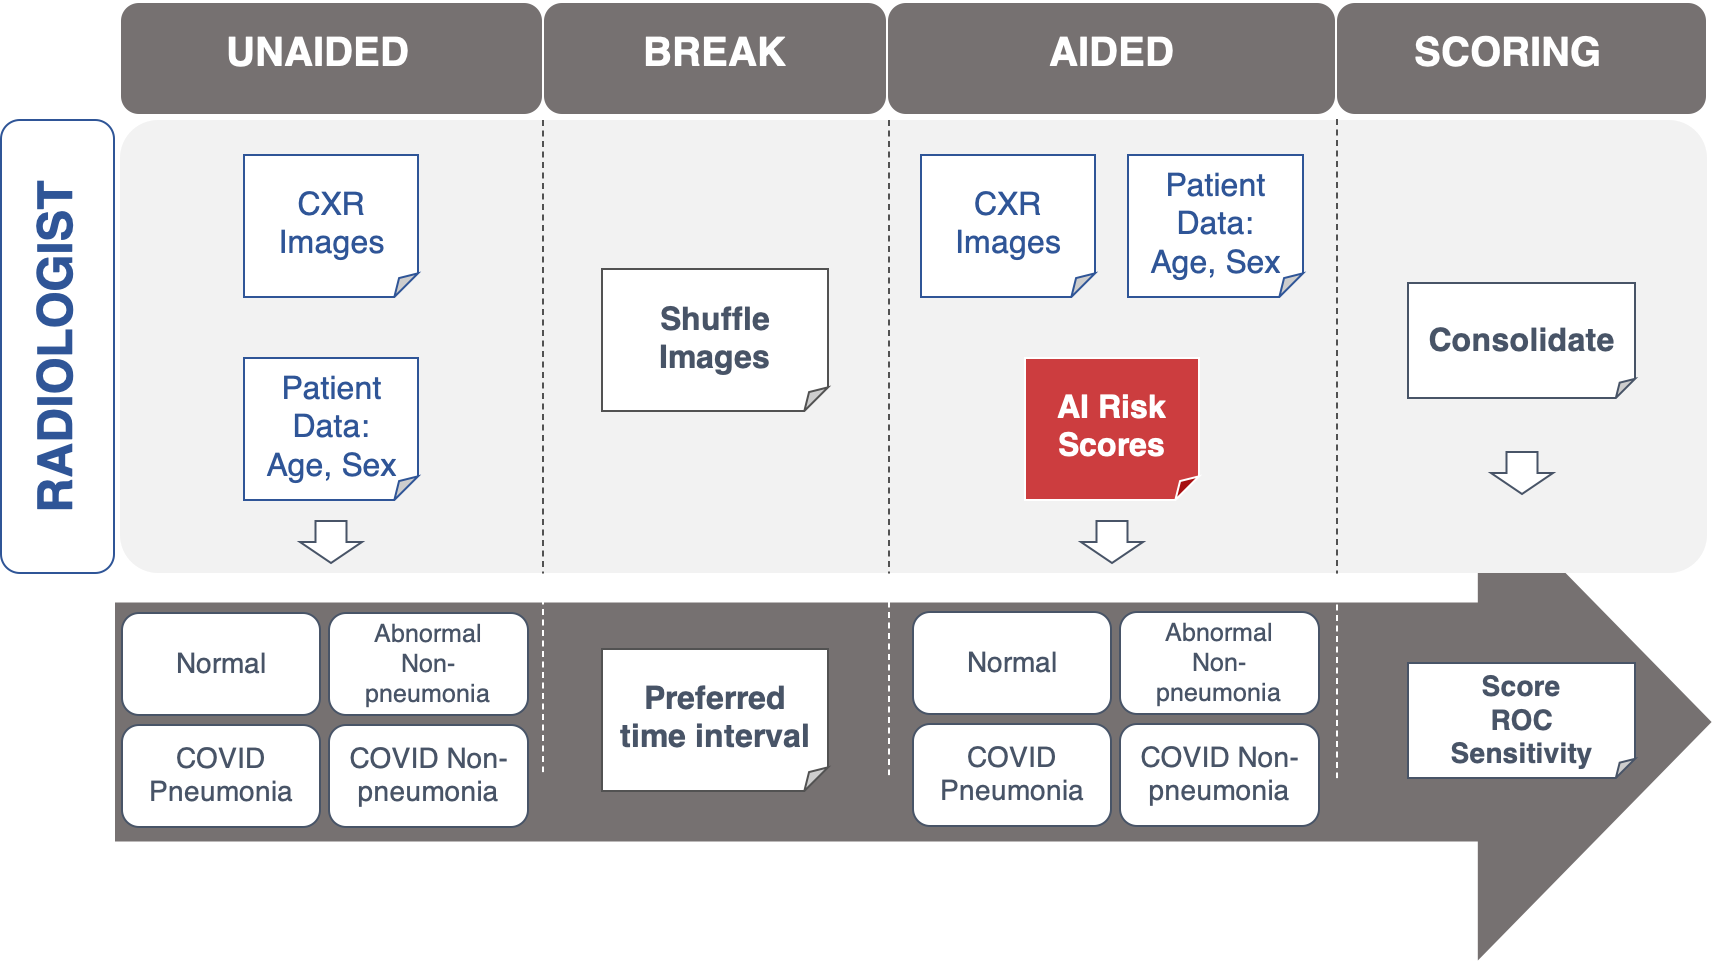 UNAIDED
BREAK
AIDED
SCORING
RADIOLOGIST
CXR
Images
Patient
Data:
Age, Sex
Shuffle
Images
CXR
Images
Patient
Data:
Age, Sex
AI Risk
Scores
Consolidate
Normal
Abnormal
Non-
pneumonia
COVID
Pneumonia
COVID Non-
pneumonia
Preferred
time interval
Normal
Abnormal
Non-
pneumonia
COVID
Pneumonia
COVID Non-
pneumonia
Score
ROC
Sensitivity